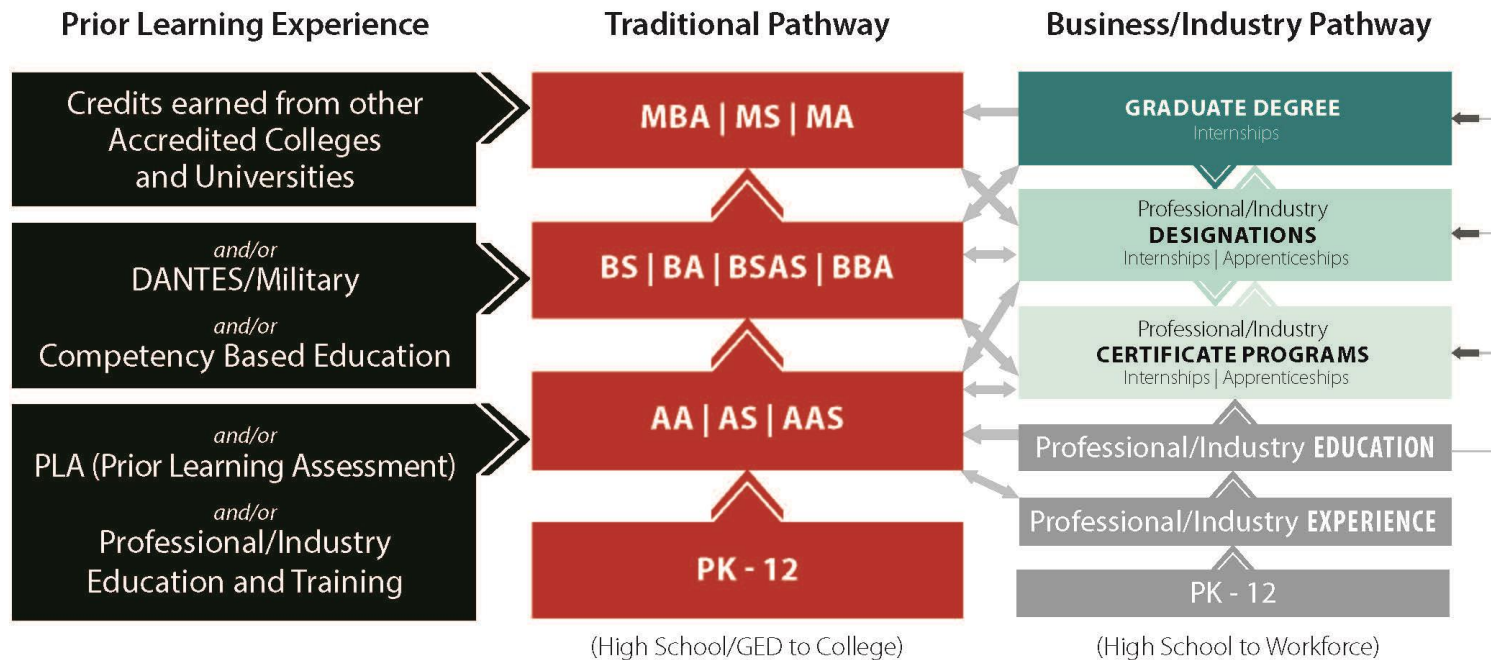 Prior Learning Experience
Credits earned from other
Accredited Colleges
and Universities
and/or
DANTES/Military
and/or
Competency Based Education
and/or
PLA (Prior Learning Assessment)
and/or
Professional/Industry
Education and Training
Traditional Pathway
MBA | MS | MA
BS | BA | BSAS | BBA
AA | AS | AAS
PK - 12
(High School/GED to College)
Business/Industry Pathway
GRADUATE DEGREE
Internships
Professional/Industry
DESIGNATIONS
Internships | Apprenticeships
Professional/Industry
CERTIFICATE PROGRAMS
Internships | Apprenticeships
Professional/Industry EDUCATION
Professional/Industry EXPERIENCE
PK - 12
(High School to Workforce)